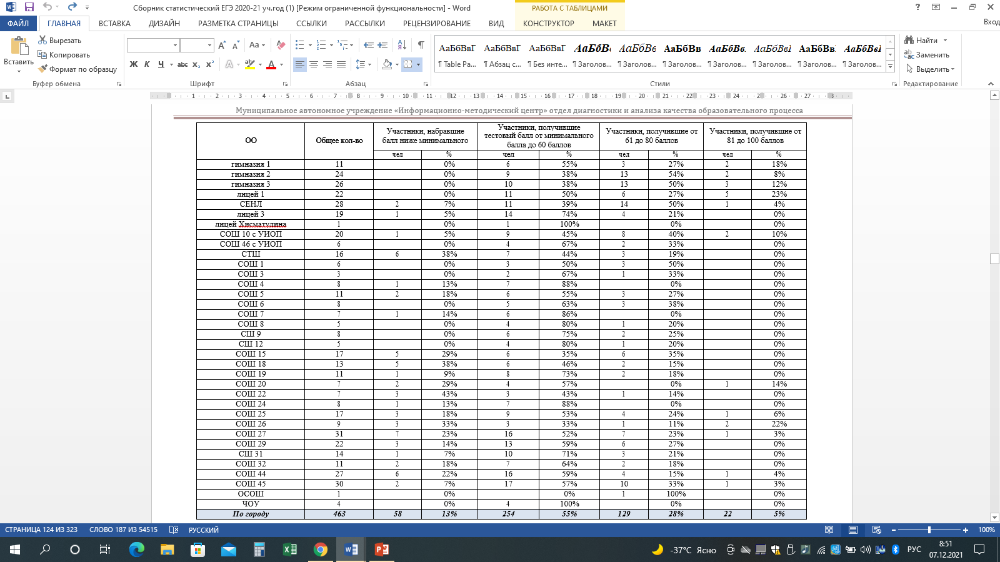 Сборник статистический ЕГЭ 2020-21 уч.год (1) [Режим ограниченной функциональности] - Word
РАБОТА С ТАБЛИЦАМИ
ФАЙЛ ГЛАВНАЯ ВСТАВКА ДИЗАЙН РАЗМЕТКА СТРАНИЦЫ ССЫЛКИ РАССЫЛКИ РЕЦЕНЗИРОВАНИЕ ВИД КОНСТРУКТОР МАКЕТ Вход
Вставить
Вырезать
Копировать
Формат по образцу
Буфер обмена
Ж К Ч abc x₂ x²
Aa
Шрифт
Абзац
АаБбВвГ АаБбВвГ АаБбВвГ АаБбВ АаБбВв АаБбВв АаБбВв. АаБбВвІ АаБбВв АаБбВвІ
¶ Table Pa... ¶ Абзац с... ¶ Без инте... ¶ Заголов... ¶ Заголов... ¶ Заголов... ¶ Заголов... ¶ Заголов... ¶ Заголов... ¶ Заголов...
Стили
Найти
Заменить
Выделить
Редактирование
1 2 3 4 5 6 7 8 9 10 11 12 13 14 15 16 17 18 19 20 21 22 23 24 2 26 27 3
Муниципальное автономное учреждение «Информационно-методический центр» отдел диагностики и анализа качества образовательного процесса
ОО Общее кол-во Участники, набравшие балл ниже минимального Участники, получившие тестовый балл от минимального балла до 60 баллов Участники, получившие от 61 до 80 баллов Участники, получившие от 81 до 100 баллов
чел % чел % чел % чел %
гимназия 1 11 0% 6 55% 3 27% 2 18%
гимназия 2 24 0% 9 38% 13 54% 2 8%
гимназия 3 26 0% 10 38% 13 50% 3 12%
лицей 1 22 0% 11 50% 6 27% 5 23%
СЕНЛ 28 2 7% 11 39% 14 50% 1 4%
лицей 3 19 1 5% 14 74% 4 21% 0%
лицей Хисматулина 1 0% 1 100% 0% 0%
СОШ 10 с УИОП 20 1 5% 9 45% 8 40% 2 10%
СОШ 46 с УИОП 6 0% 4 67% 2 33% 0%
СТШ 16 6 38% 7 44% 3 19% 0%
СОШ 1 6 0% 3 50% 3 50% 0%
СОШ 3 3 0% 2 67% 1 33% 0%
СОШ 4 8 1 13% 7 88% 0% 0%
СОШ 5 11 2 18% 6 55% 3 27% 0%
СОШ 6 8 0% 5 63% 3 38% 0%
СОШ 7 7 1 14% 6 86% 0% 0%
СОШ 8 5 0% 4 80% 1 20% 0%
СШ 9 8 0% 6 75% 2 25% 0%
СШ 12 5 0% 4 80% 1 20% 0%
СОШ 15 17 5 29% 6 35% 6 35% 0%
СОШ 18 13 5 38% 6 46% 2 15% 0%
СОШ 19 11 1 9% 8 73% 2 18% 0%
СОШ 20 7 2 29% 4 57% 0% 1 14%
СОШ 22 7 3 43% 3 43% 1 14% 0%
СОШ 24 8 1 13% 7 88% 0% 0%
СОШ 25 17 3 18% 9 53% 4 24% 1 6%
СОШ 26 9 3 33% 3 33% 1 11% 2 22%
СОШ 27 31 7 23% 16 52% 7 23% 1 3%
СОШ 29 22 3 14% 13 59% 6 27% 0%
СШ 31 14 1 7% 10 71% 3 21% 0%
СОШ 32 11 2 18% 7 64% 2 18% 0%
СОШ 44 27 6 22% 16 59% 4 15% 1 4%
СОШ 45 30 2 7% 17 57% 10 33% 1 3%
ОСОШ 1 0% 1 100% 0%
ЧОУ 4 0% 4 100% 0% 0%
По городу 463 58 13% 254 55% 129 28% 22 5%
СТРАНИЦА 124 ИЗ 323 СЛОВО 187 ИЗ 54515 РУССКИЙ 100%
-37°C Ясно РУС 8:51
07.12.2021